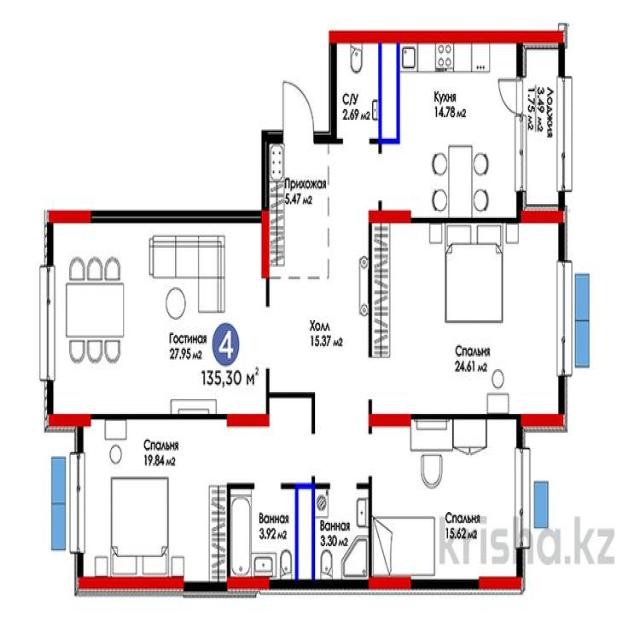 С/У
2.69 м2
Кухня
14.78 м2
Лоджия
3.49 м2
1.75 м2
Прихожая
5.47 м2
Гостиная
27.95 м2
4
135,30 м2
Холл
15.37 м2
Спальня
24.61 м2
Спальня
19.84 м2
Ванная
3.92 м2
Ванная
3.30 м2
Спальня
15.62 м2
krisha.kz